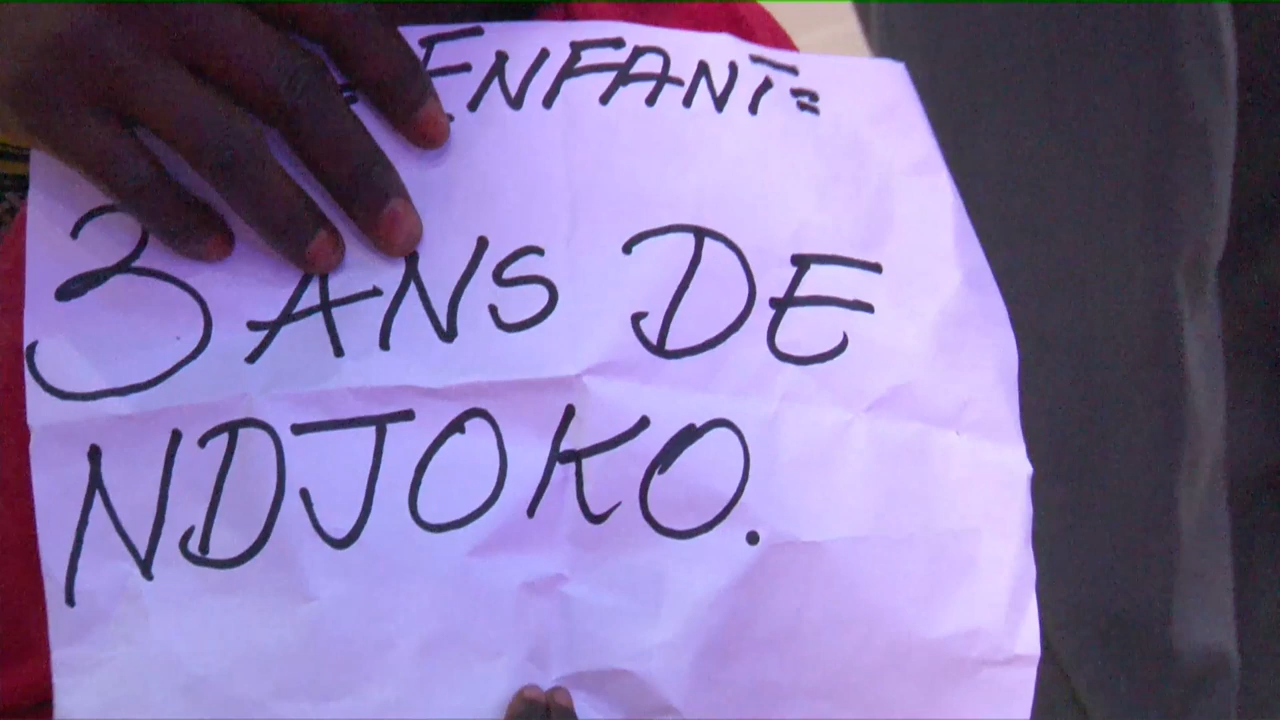 = ENFANT=
3 ANS DE
NDJOKO.